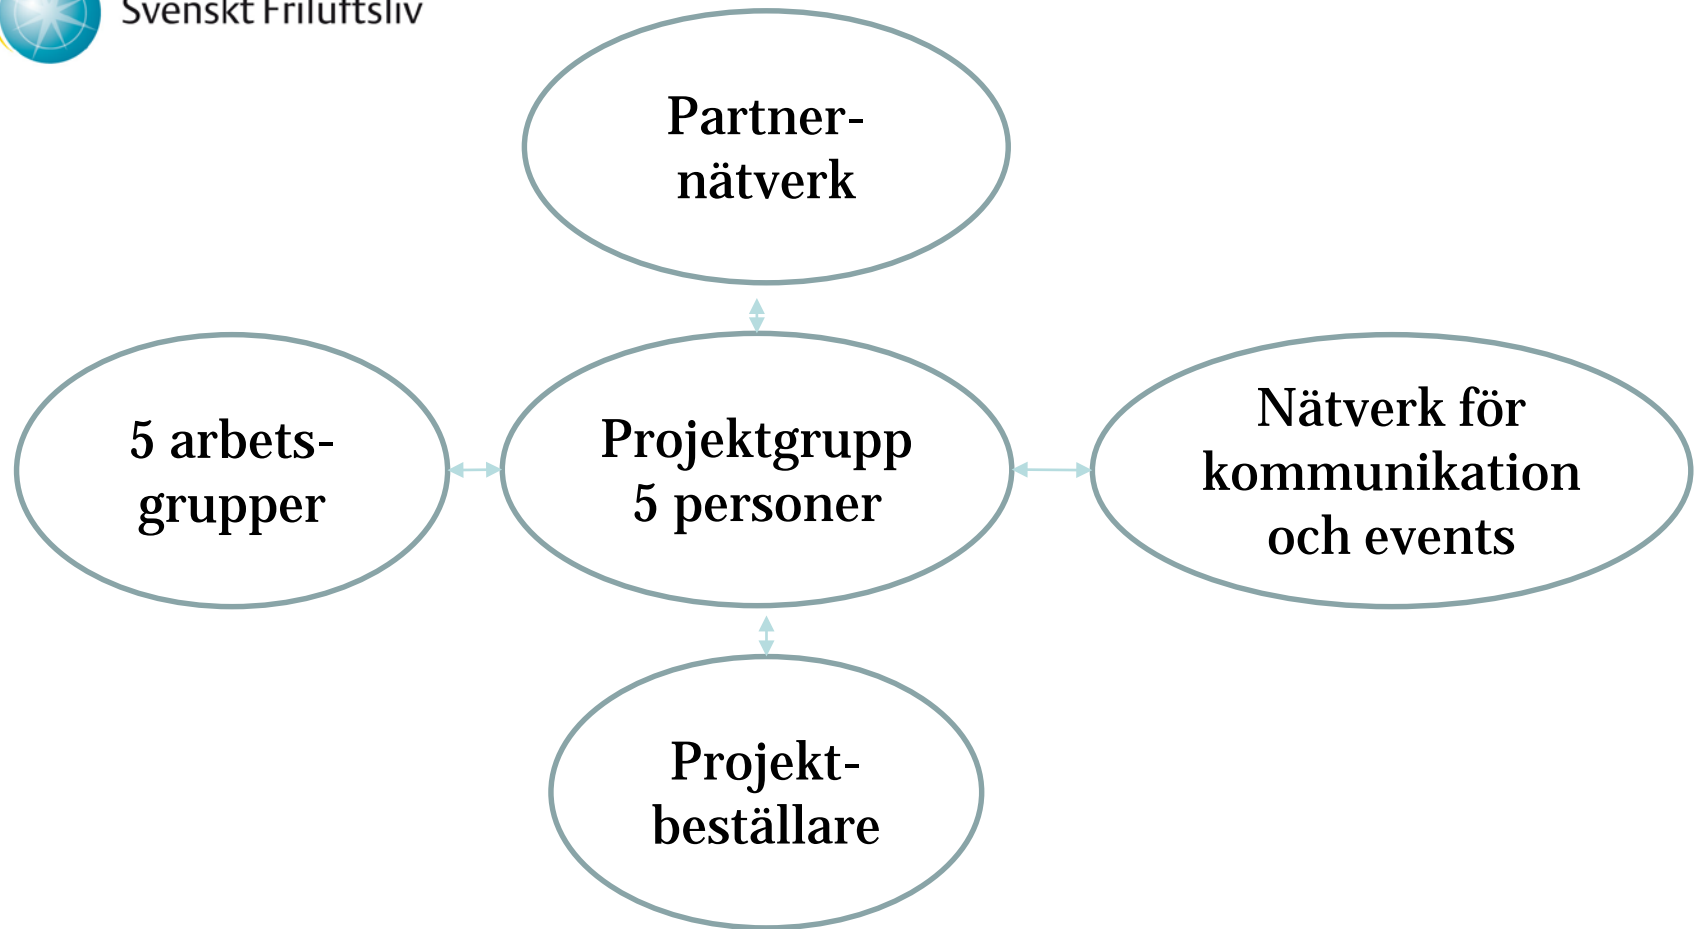 Svenskt Friluftsliv
Partner-
nätverk
5 arbets-
grupper
Projektgrupp
5 personer
Nätverk för
kommunikation
och events
Projekt-
beställare